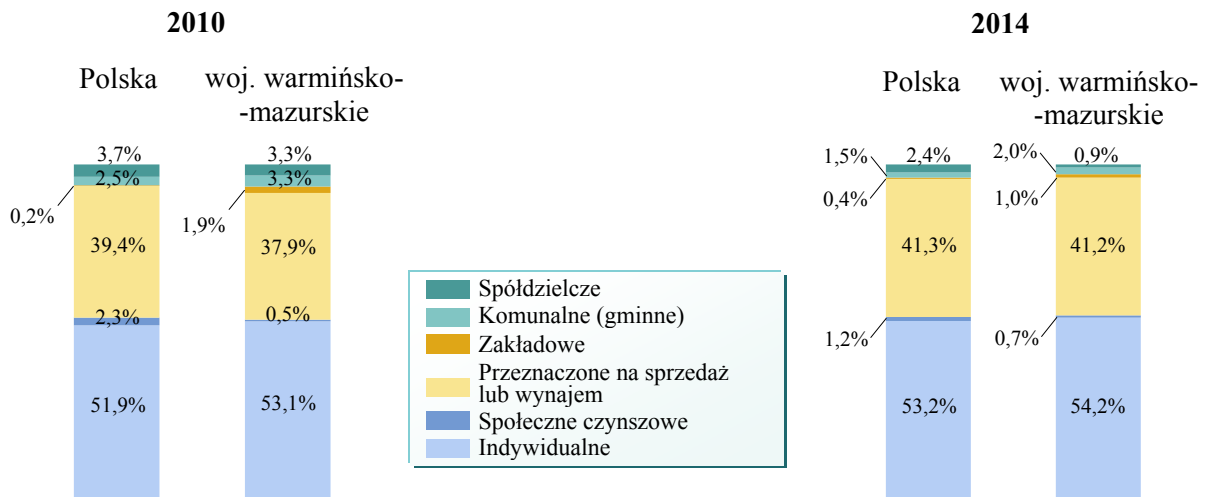 2010
Polska
woj. warmińsko-
-mazurskie
3,7%
2,5%
0,2%
39,4%
2,3%
51,9%
3,3%
3,3%
1,9%
37,9%
0,5%
53,1%
Spółdzielcze
Komunalne (gminne)
Zakładowe
Przeznaczone na sprzedaż
lub wynajem
Społeczne czynszowe
Indywidualne
2014
Polska
woj. warmińsko-
-mazurskie
2,4%
1,5%
0,4%
41,3%
1,2%
53,2%
0,9%
2,0%
1,0%
41,2%
0,7%
54,2%